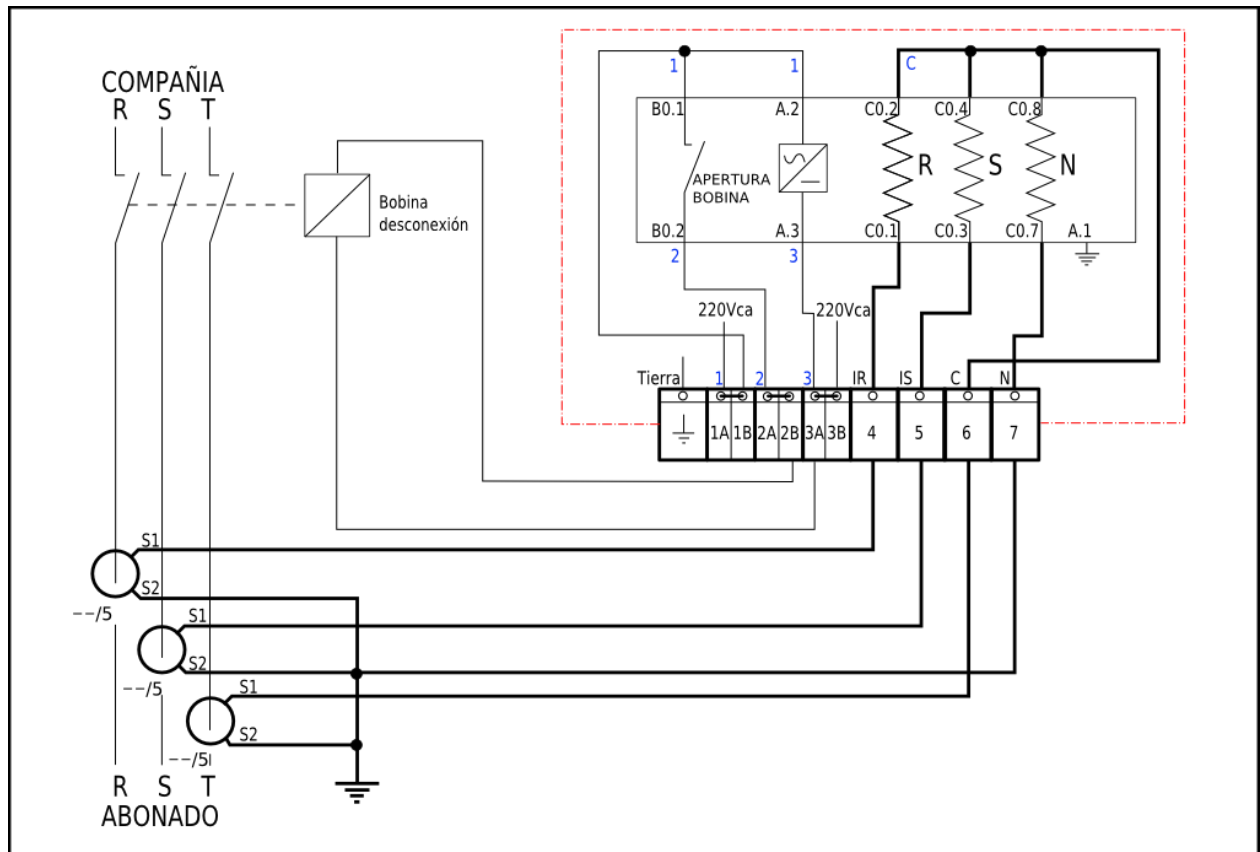 COMPAÑIA
R S T
1 1 C
B0.1 A.2 C0.2 C0.4 C0.8
R S N
APERTURA
BOBINA
Bobina
desconexión
B0.2 A.3 C0.1 C0.3 C0.7 A.1
2 3
220Vca 220Vca
Tierra 1 2 3 IR IS C N
1A 1B 2A 2B 3A 3B 4 5 6 7
S1
S2
--/5
S1
S2
--/5
S1
S2
--/5
R S T
ABONADO